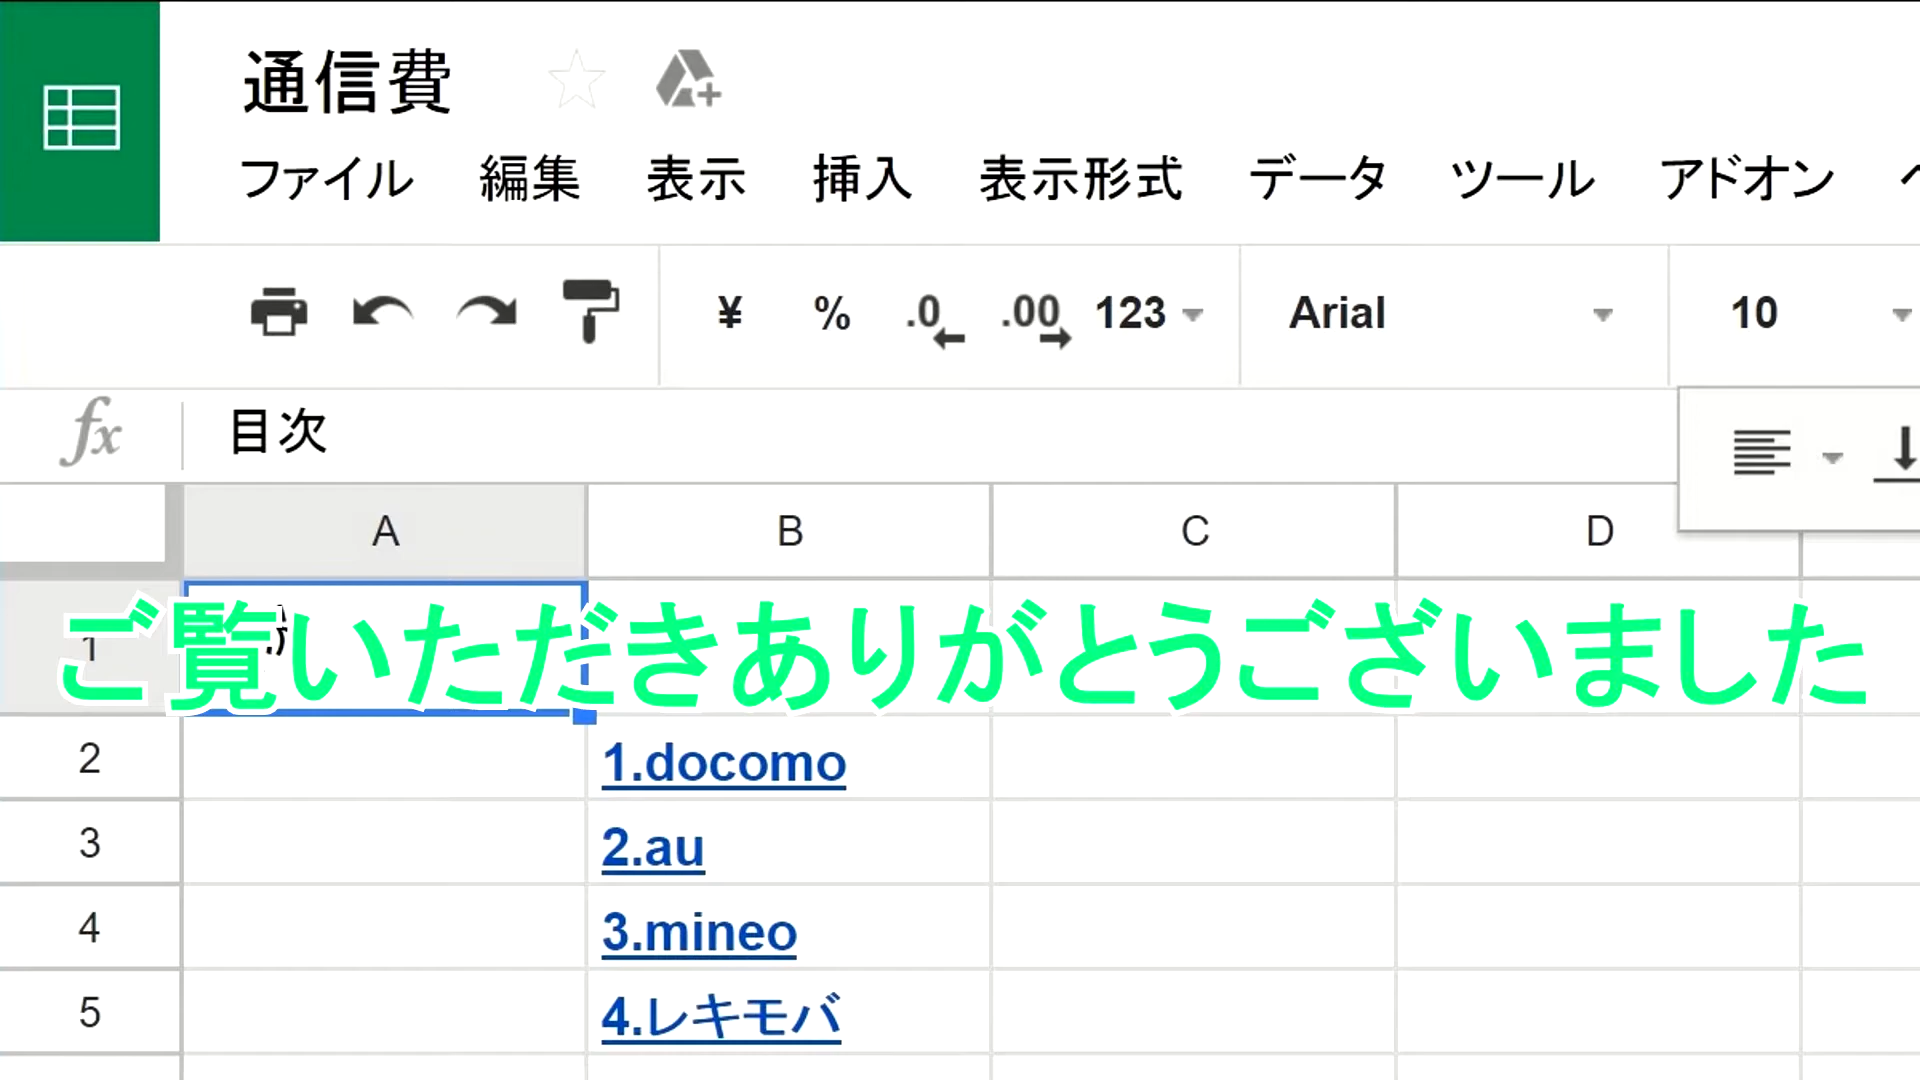 通信費
ファイル 編集 表示 挿入 表示形式 データ ツール アドオン
¥ % .0 .00 123 Arial 10
fx 目次
A B C D
1
ご覧いただきありがとうございました
2 1.docomo
3 2.au
4 3.mineo
5 4.レキモバ